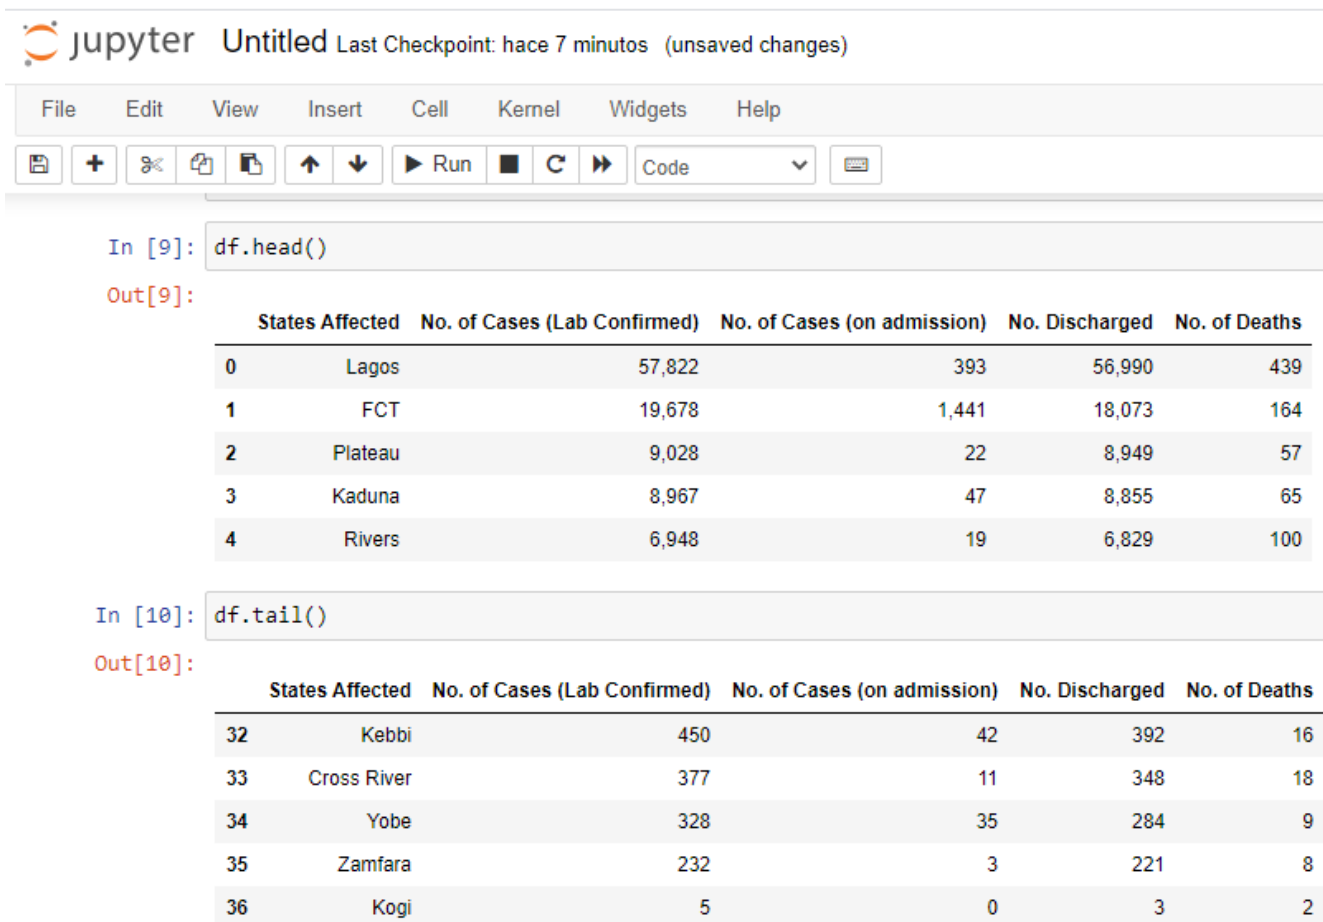 jupyter Untitled Last Checkpoint: hace 7 minutos (unsaved changes)
File Edit View Insert Cell Kernel Widgets Help
Run Code
In [9]: df.head()
Out[9]:
States Affected No. of Cases (Lab Confirmed) No. of Cases (on admission) No. Discharged No. of Deaths
0 Lagos 57,822 393 56,990 439
1 FCT 19,678 1,441 18,073 164
2 Plateau 9,028 22 8,949 57
3 Kaduna 8,967 47 8,855 65
4 Rivers 6,948 19 6,829 100
In [10]: df.tail()
Out[10]:
States Affected No. of Cases (Lab Confirmed) No. of Cases (on admission) No. Discharged No. of Deaths
32 Kebbi 450 42 392 16
33 Cross River 377 11 348 18
34 Yobe 328 35 284 9
35 Zamfara 232 3 221 8
36 Kogi 5 0 3 2